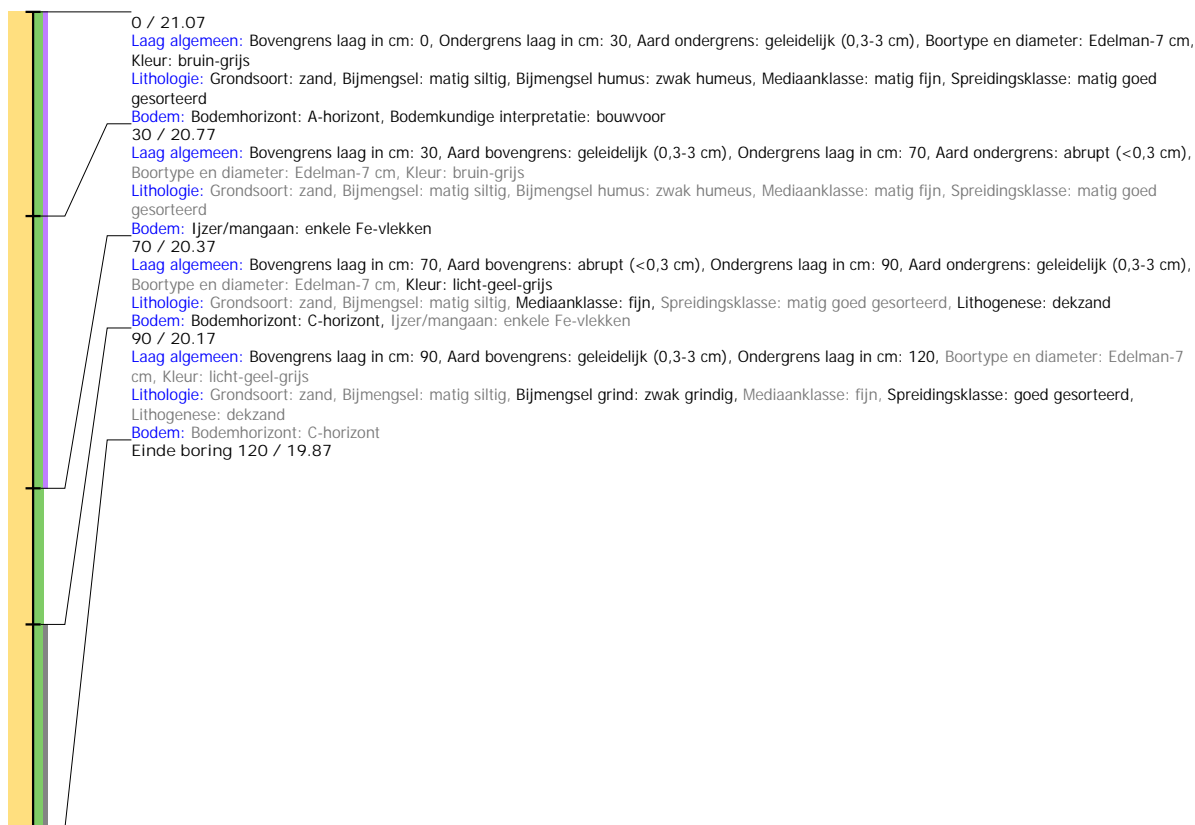 0 / 21.07
Laag algemeen: Bovengrens laag in cm: 0, Ondergrens laag in cm: 30, Aard ondergrens: geleidelijk (0,3-3 cm), Boortype en diameter: Edelman-7 cm,
Kleur: bruin-grijs
Lithologie: Grondsoort: zand, Bijmengsel: matig siltig, Bijmengsel humus: zwak humeus, Mediaanklasse: matig fijn, Spreidingsklasse: matig goed
gesorteerd
Bodem: Bodemhorizont: A-horizont, Bodemkundige interpretatie: bouwvoor
30 / 20.77
Laag algemeen: Bovengrens laag in cm: 30, Aard bovengrens: geleidelijk (0,3-3 cm), Ondergrens laag in cm: 70, Aard ondergrens: abrupt (<0,3 cm),
Boortype en diameter: Edelman-7 cm, Kleur: bruin-grijs
Lithologie: Grondsoort: zand, Bijmengsel: matig siltig, Bijmengsel humus: zwak humeus, Mediaanklasse: matig fijn, Spreidingsklasse: matig goed
gesorteerd
Bodem: Ijzer/mangaan: enkele Fe-vlekken
70 / 20.37
Laag algemeen: Bovengrens laag in cm: 70, Aard bovengrens: abrupt (<0,3 cm), Ondergrens laag in cm: 90, Aard ondergrens: geleidelijk (0,3-3 cm),
Boortype en diameter: Edelman-7 cm, Kleur: licht-geel-grijs
Lithologie: Grondsoort: zand, Bijmengsel: matig siltig, Mediaanklasse: fijn, Spreidingsklasse: matig goed gesorteerd, Lithogenese: dekzand
Bodem: Bodemhorizont: C-horizont, Ijzer/mangaan: enkele Fe-vlekken
90 / 20.17
Laag algemeen: Bovengrens laag in cm: 90, Aard bovengrens: geleidelijk (0,3-3 cm), Ondergrens laag in cm: 120, Boortype en diameter: Edelman-7
cm, Kleur: licht-geel-grijs
Lithologie: Grondsoort: zand, Bijmengsel: matig siltig, Bijmengsel grind: zwak grindig, Mediaanklasse: fijn, Spreidingsklasse: goed gesorteerd,
Lithogenese: dekzand
Bodem: Bodemhorizont: C-horizont
Einde boring 120 / 19.87